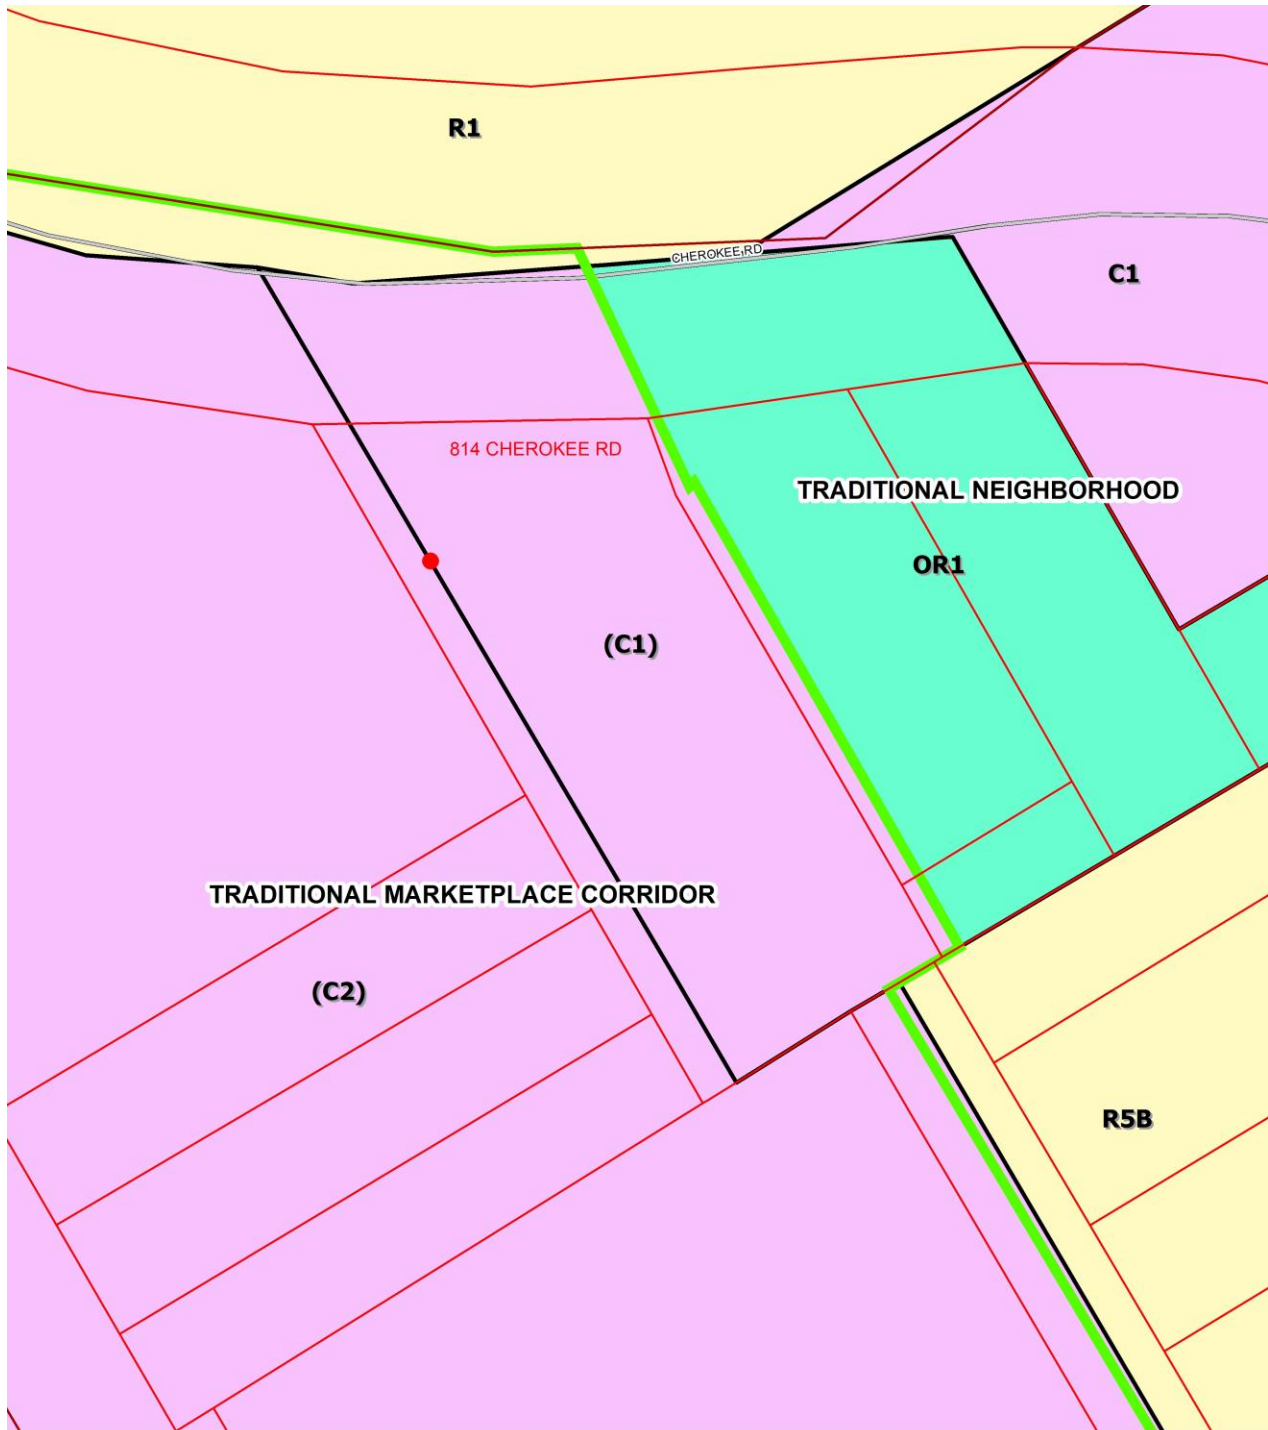 R1
CHEROKEE RD
C1
814 CHEROKEE RD
TRADITIONAL NEIGHBORHOOD
OR1
(C1)
TRADITIONAL MARKETPLACE CORRIDOR
(C2)
R5B